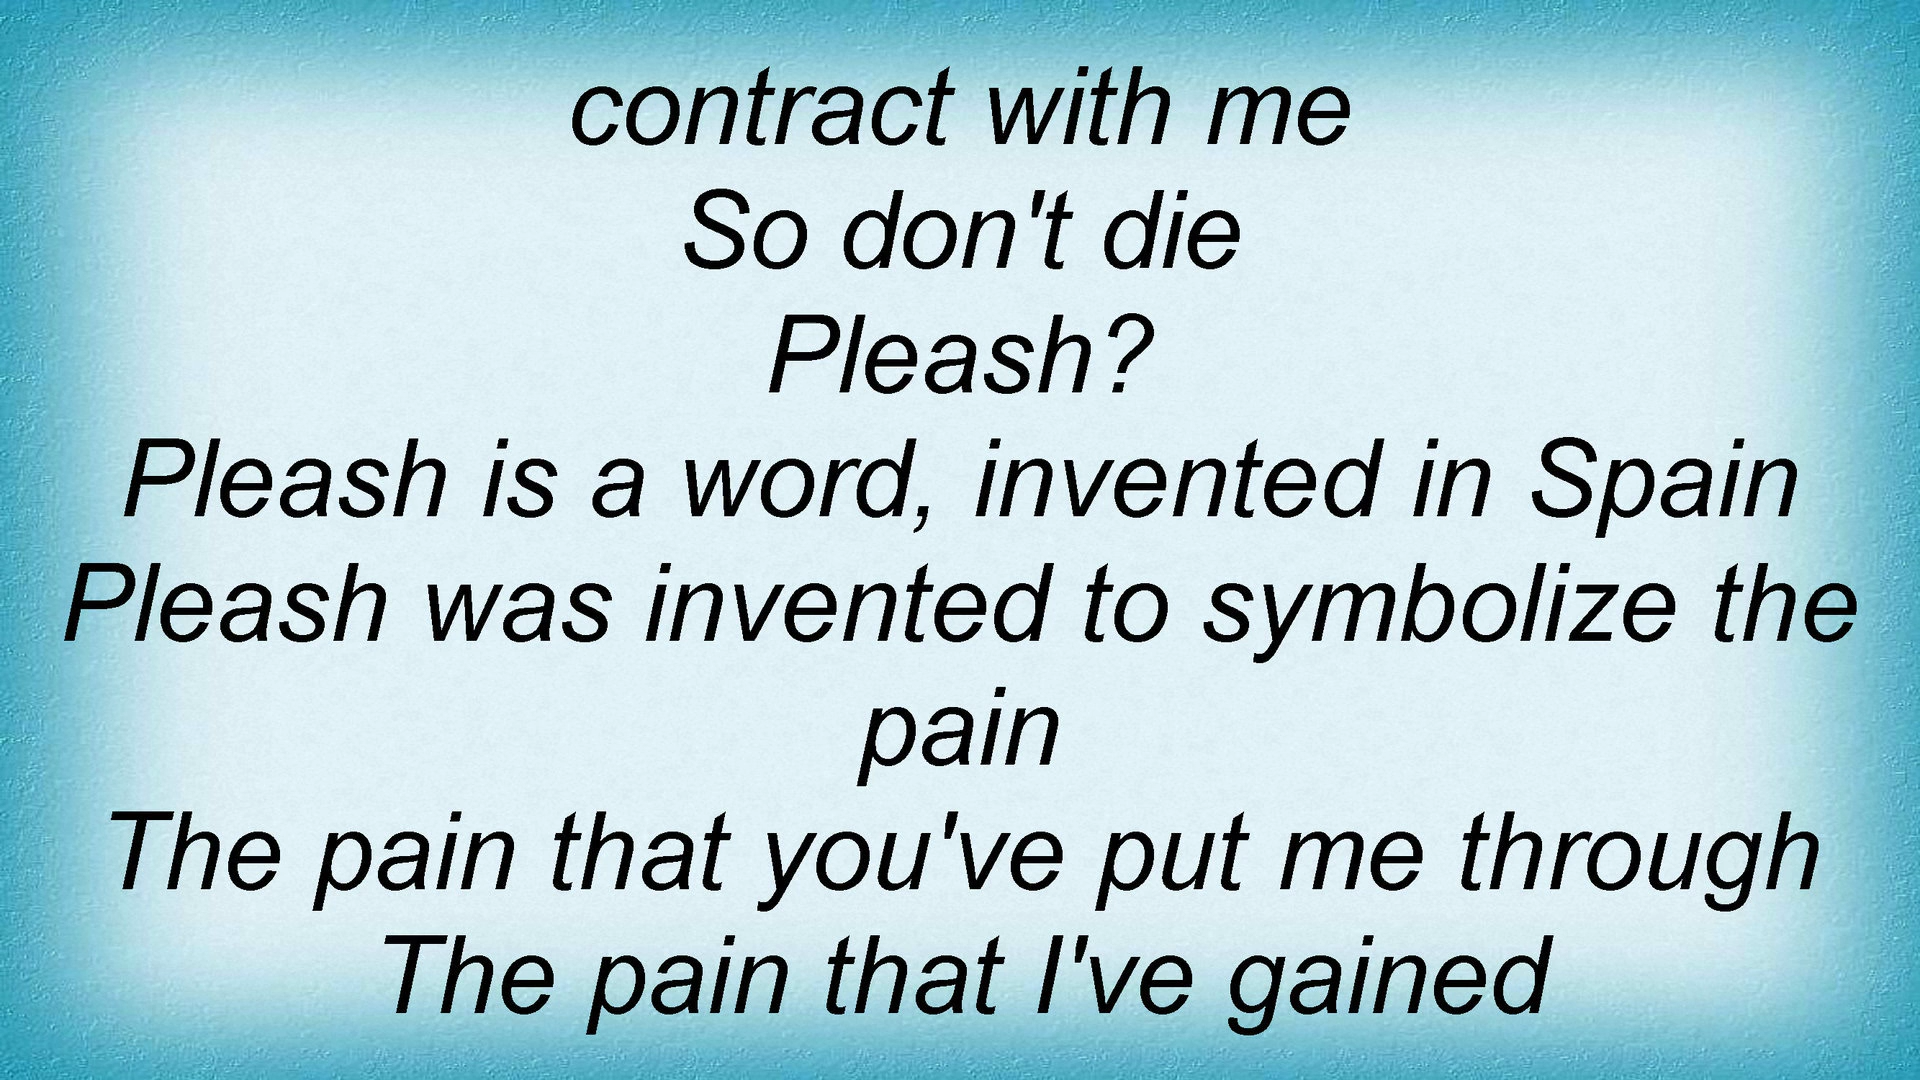 contract with me
So don't die
Pleash?
Pleash is a word, invented in Spain
Pleash was invented to symbolize the
pain
The pain that you've put me through
The pain that I've gained